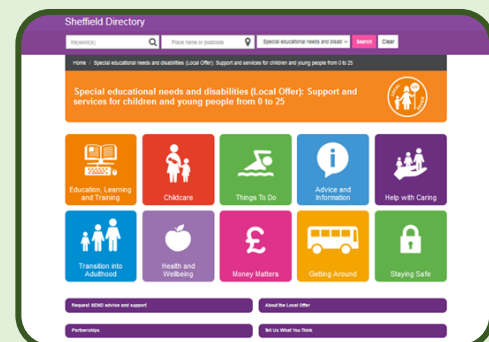 Sheffield Directory
Keyword(s)
Place name or postcode
Special educational needs and disabi
Search
Clear
Home / Special educational needs and disabilities (Local Offer): Support and services for children and young people from 0 to 25
Special educational needs and disabilities (Local Offer): Support and
services for children and young people from 0 to 25
Education, Learning
and Training
Childcare
Things To Do
Advice and
Information
Help with Caring
Transition into
Adulthood
Health and
Wellbeing
£
Money Matters
Getting Around
Staying Safe
Request SEND advice and support
About the Local Offer
Partnerships
Tell Us What You Think